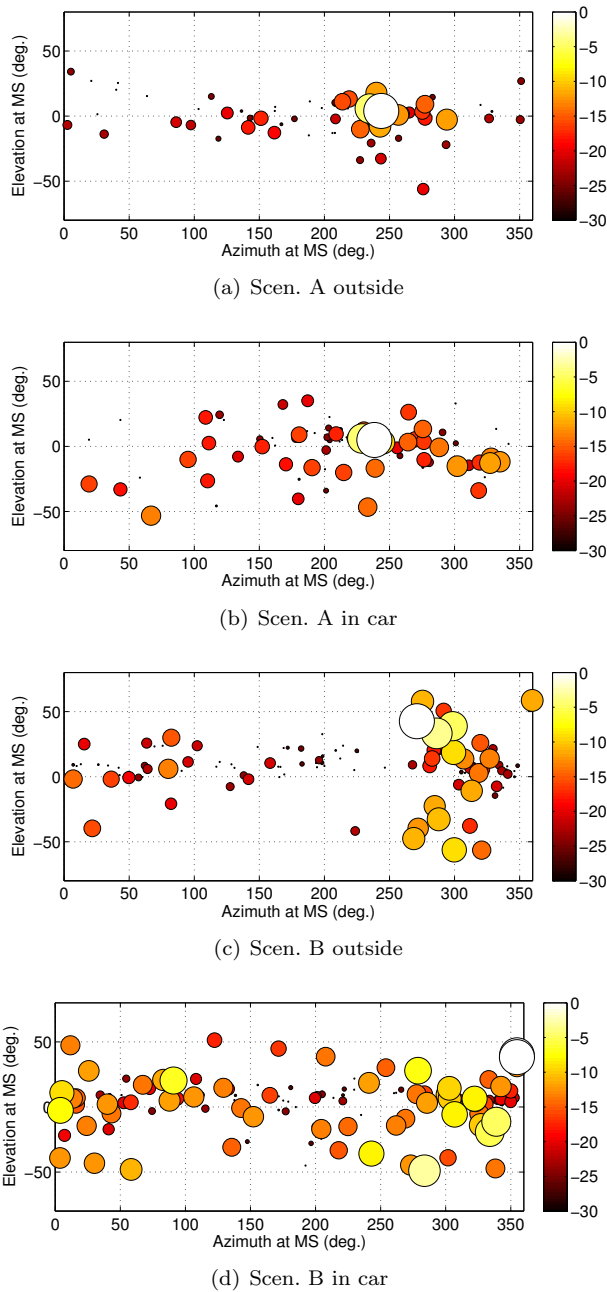 50
0
−50
Elevation at MS (deg.)
0 50 100 150 200 250 300 350
Azimuth at MS (deg.)
0
−5
−10
−15
−20
−25
−30
(a) Scen. A outside
50
0
−50
Elevation at MS (deg.)
0 50 100 150 200 250 300 350
Azimuth at MS (deg.)
0
−5
−10
−15
−20
−25
−30
(b) Scen. A in car
50
0
−50
Elevation at MS (deg.)
0 50 100 150 200 250 300 350
Azimuth at MS (deg.)
0
−5
−10
−15
−20
−25
−30
(c) Scen. B outside
50
0
−50
Elevation at MS (deg.)
0 50 100 150 200 250 300 350
Azimuth at MS (deg.)
0
−5
−10
−15
−20
−25
−30
(d) Scen. B in car